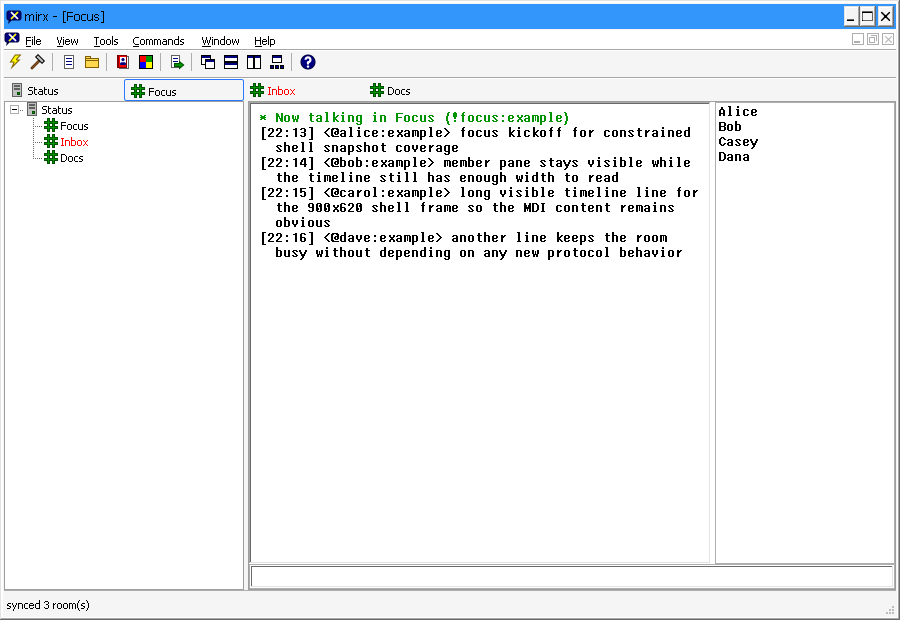 mirx - [Focus]
File View Tools Commands Window Help
Status Focus Inbox Docs
Status
Focus
Inbox
Docs
* Now talking in Focus (!focus:example)
[22:13] <@alice:example> focus kickoff for constrained
shell snapshot coverage
[22:14] <@bob:example> member pane stays visible while
the timeline still has enough width to read
[22:15] <@carol:example> long visible timeline line for
the 900x620 shell frame so the MDI content remains
obvious
[22:16] <@dave:example> another line keeps the room
busy without depending on any new protocol behavior
Alice
Bob
Casey
Dana
synced 3 room(s)